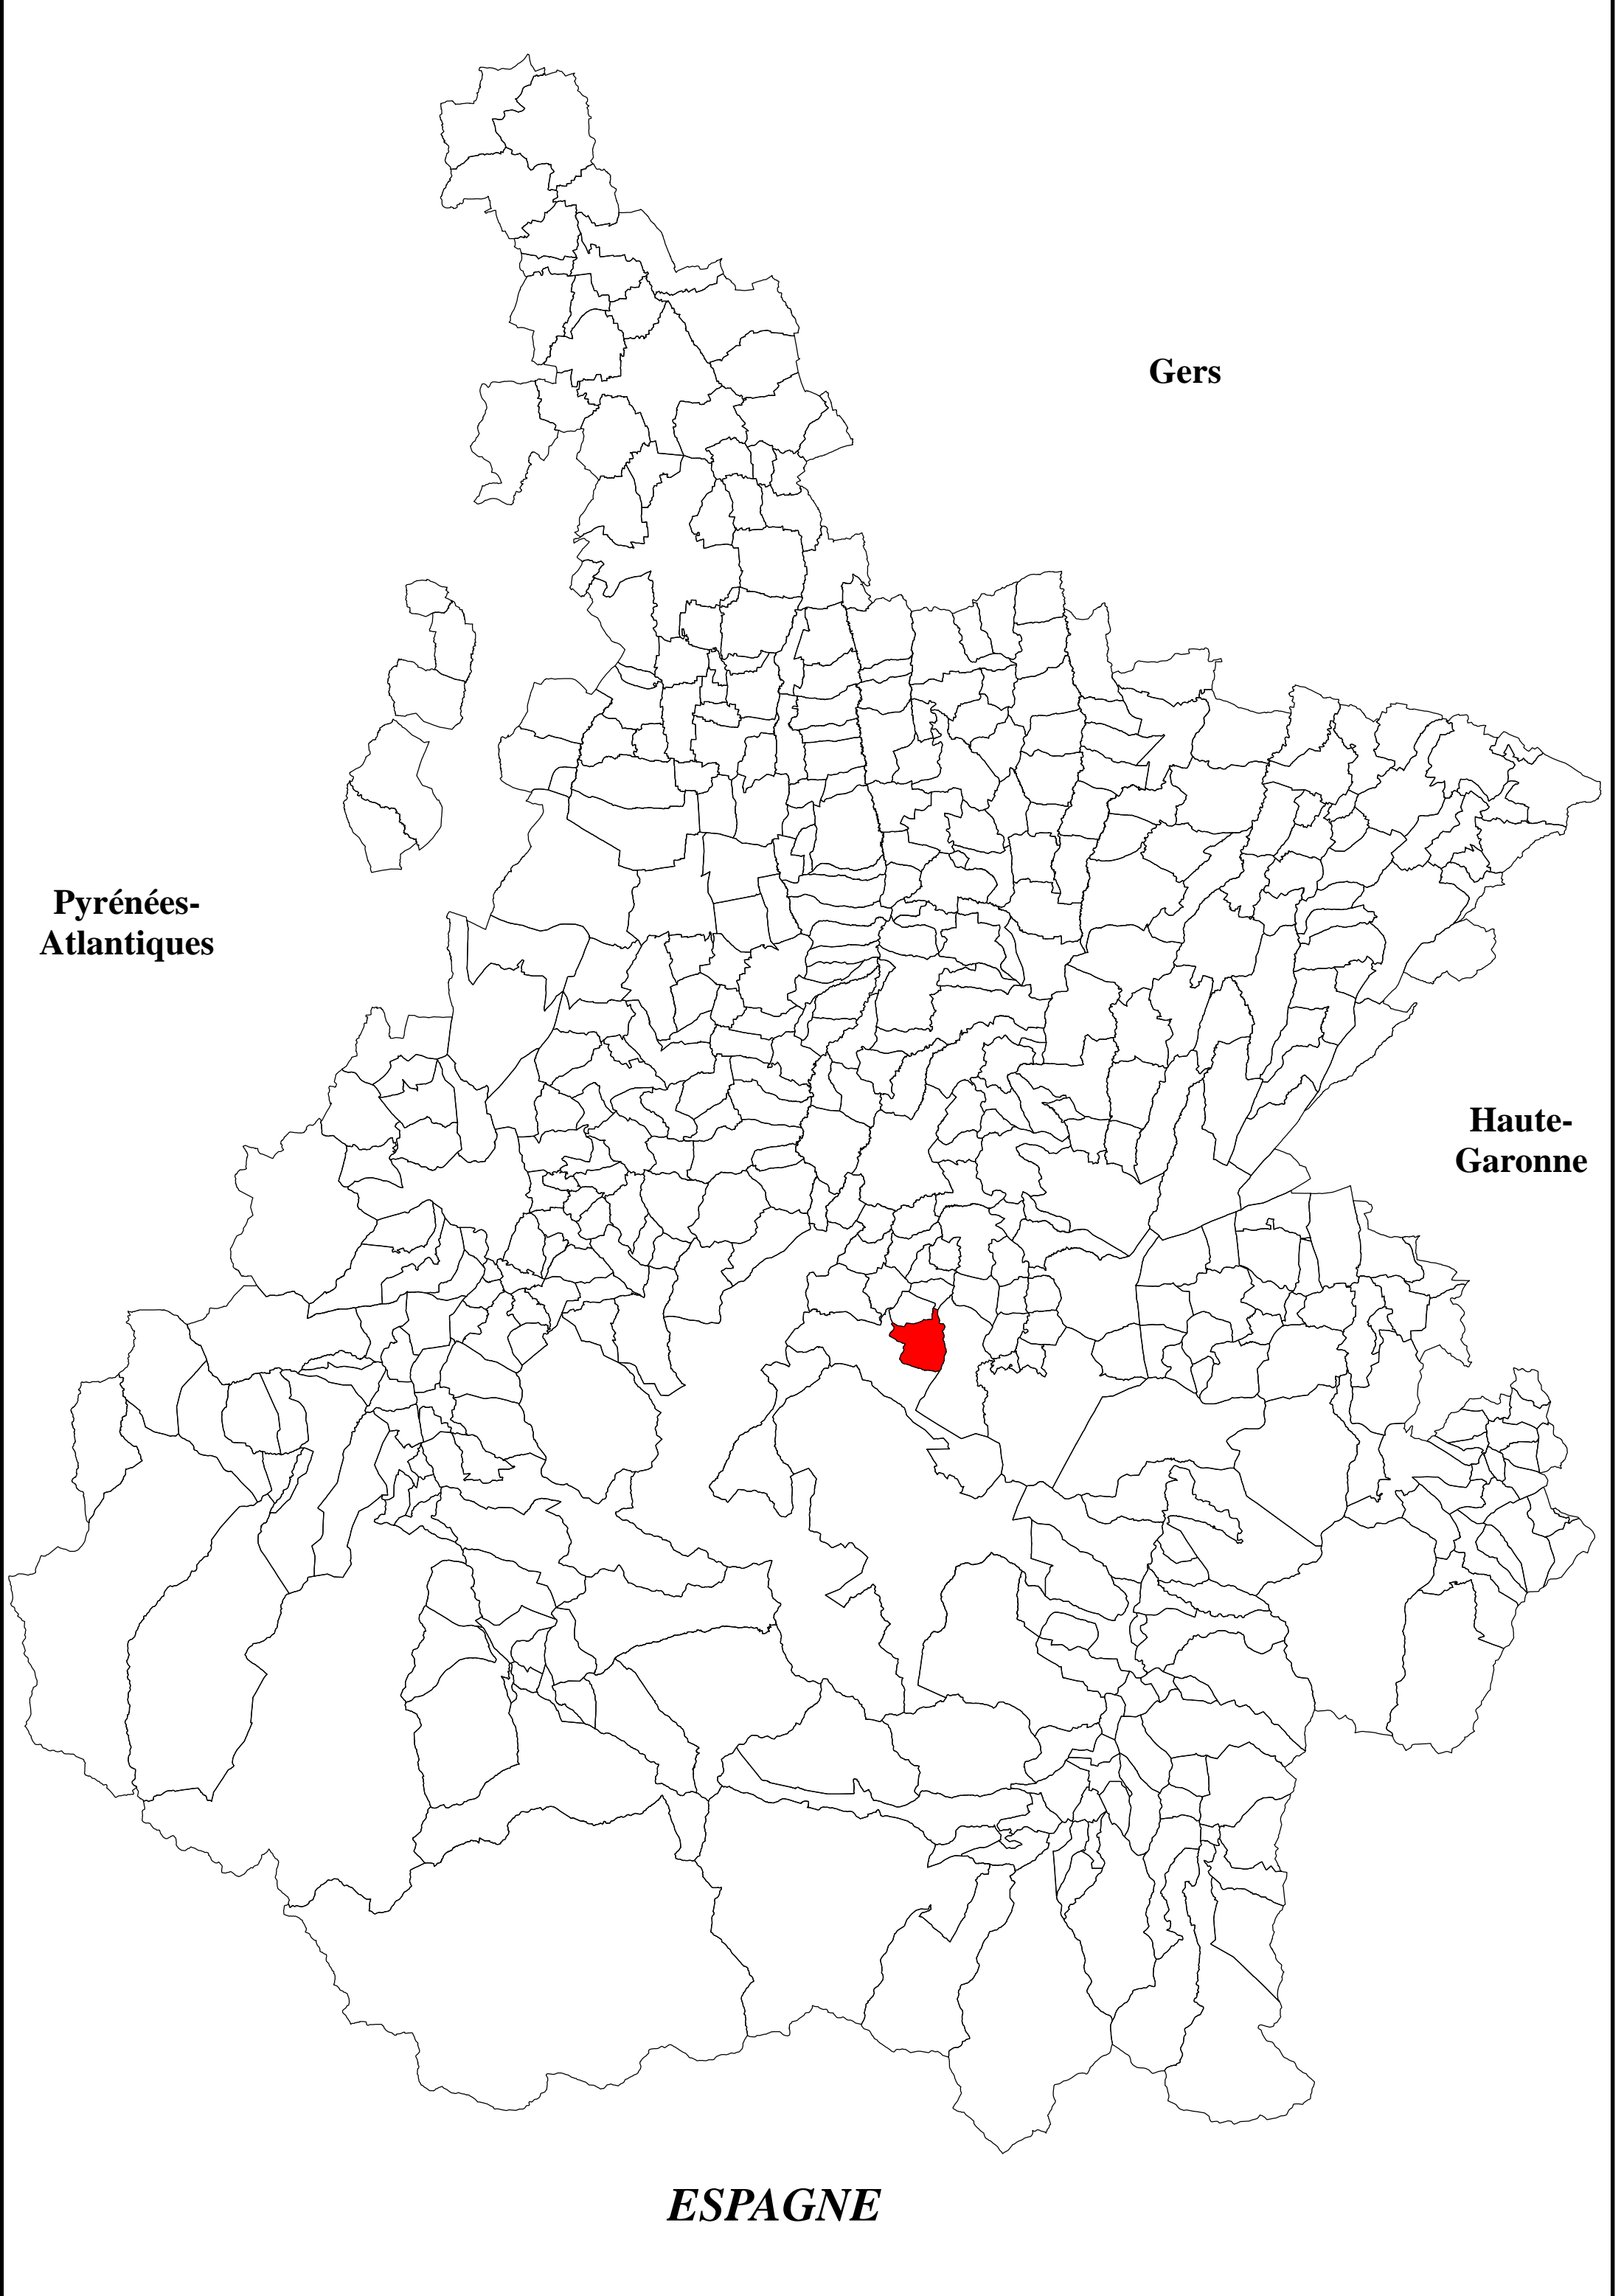 Gers
Pyrénées-
Atlantiques
Haute-
Garonne
ESPAGNE